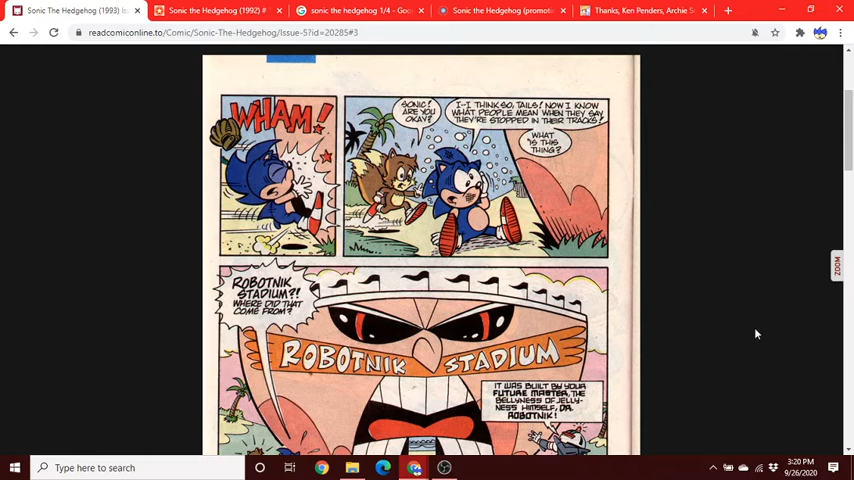 Sonic The Hedgehog (1993) Is
Sonic the Hedgehog (1992) #
sonic the hedgehog 1/4 - Goo
Sonic the Hedgehog (promotio
Thanks, Ken Penders, Archie S
readcomiconline.to/Comic/Sonic-The-Hedgehog/Issue-5?id=20285#3
WHAM!
SONIC!
ARE YOU
OKAY?
I--I THINK SO, TAILS! NOW I KNOW
WHAT PEOPLE MEAN WHEN THEY SAY
THEY'RE STOPPED IN THEIR TRACKS!
WHAT
IS THIS
THING?
ROBOTNIK
STADIUM?!
WHERE DID THAT
COME FROM?
ROBOTNIK STADIUM
IT WAS BUILT BY YOUR
FUTURE MASTER, THE
BELLYNESS OF JELLY-
NESS HIMSELF, DR.
ROBOTNIK!
ZOOM
Type here to search
3:20 PM
9/26/2020